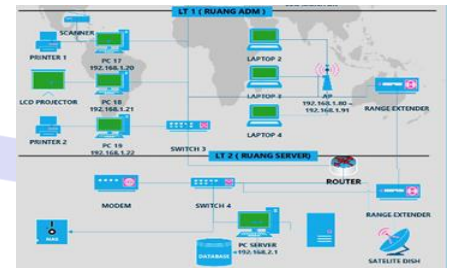 LT 1 ( RUANG ADM )
SCANNER
PRINTER 1
PC 17
192.168.1.20
LAPTOP 2
LCD PROJECTOR
PC 18
192.168.1.21
LAPTOP 3
AP
192.168.1.80 -
192.168.1.91
RANGE EXTENDER
PRINTER 2
PC 19
192.168.1.22
SWITCH 3
LAPTOP 4
LT 2 ( RUANG SERVER)
ROUTER
MODEM
SWITCH 4
RANGE EXTENDER
NAS
PC SERVER
192.168.2.1
DATABASE
SATELITE DISH